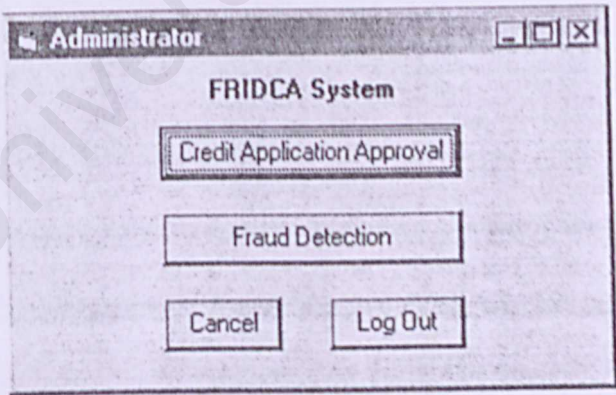 Administrator
FRIDCA System
Credit Application Approval
Fraud Detection
Cancel Log Out